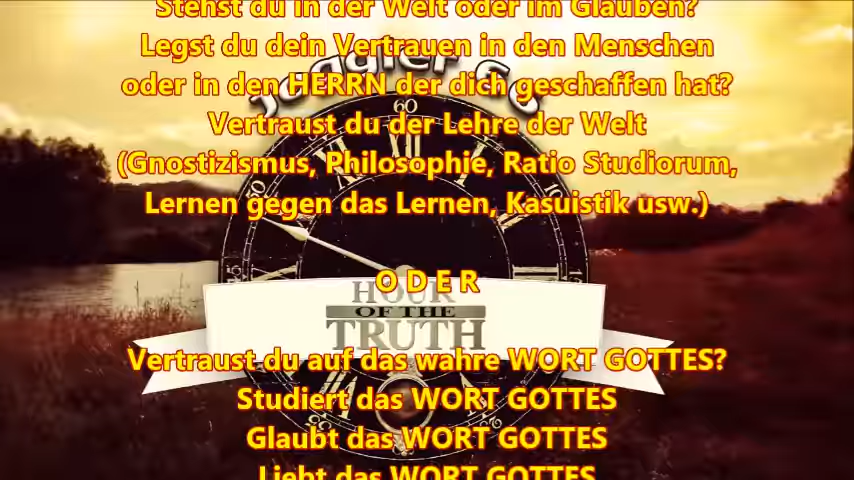 Stehst du in der Welt oder im Glauben?
Legst du dein Vertrauen in den Menschen
oder in den HERRN der dich geschaffen hat?
Vertraust du der Lehre der Welt
(Gnostizismus, Philosophie, Ratio Studiorum,
Lernen gegen das Lernen, Kasuistik usw.)
O D E R
HOUR
OF THE
TRUTH
Vertraust du auf das wahre WORT GOTTES?
Studiert das WORT GOTTES
Glaubt das WORT GOTTES
Liebt das WORT GOTTES